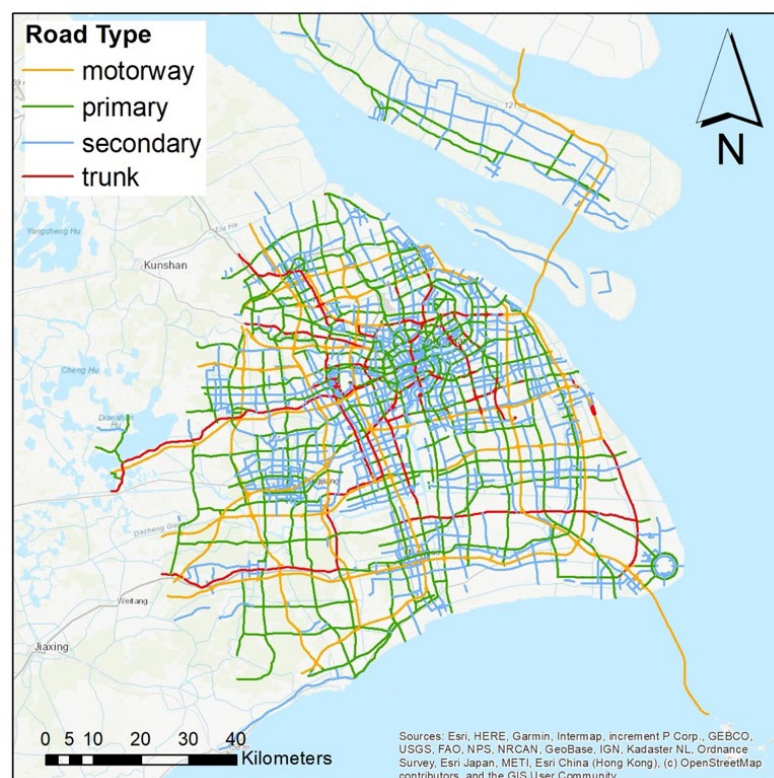 Road Type
motorway
primary
secondary
trunk
N
Liu He
Yangcheng Hu
Kunshan
Cheng Hu
Dianshan
Hu
Weitang
Jiaxing
0 5 10 20 30 40
Kilometers
Sources: Esri, HERE, Garmin, Intermap, increment P Corp., GEBCO,
USGS, FAO, NPS, NRCAN, GeoBase, IGN, Kadaster NL, Ordnance
Survey, Esri Japan, METI, Esri China (Hong Kong), (c) OpenStreetMap
contributors, and the GIS User Community